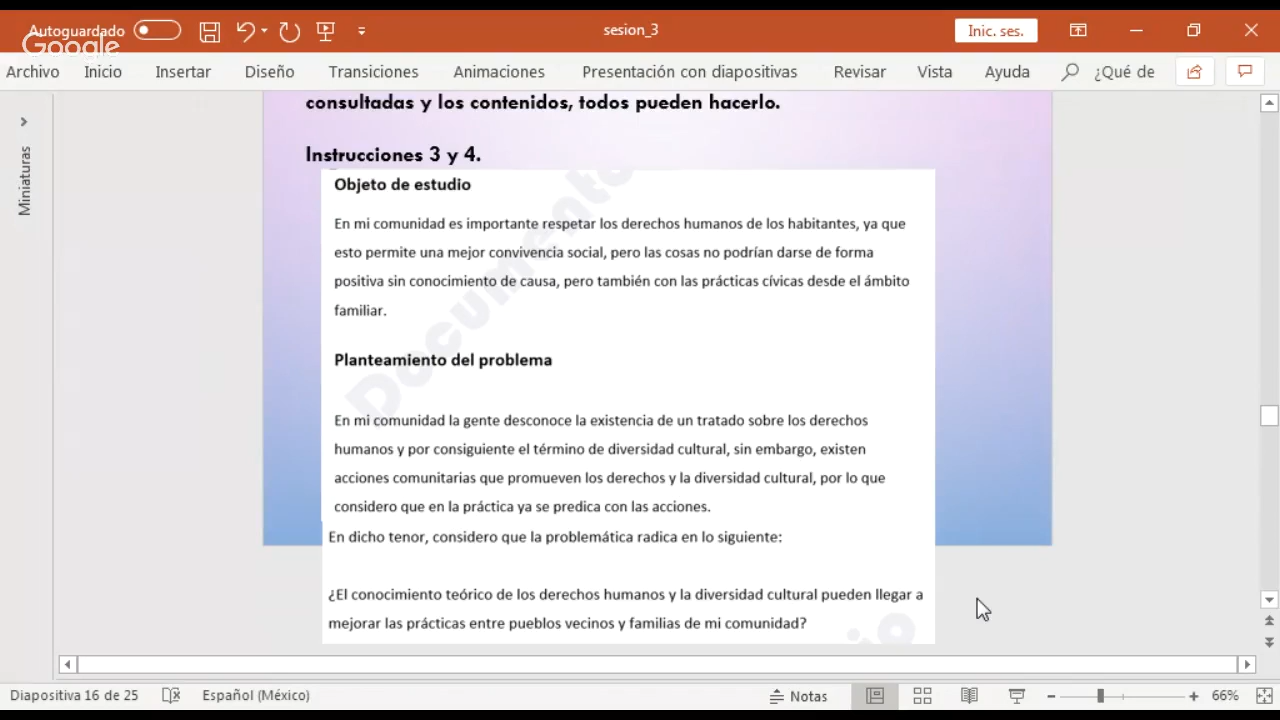 Autoguardado
sesion_3
Inic. ses.
Google
Archivo Inicio Insertar Diseño Transiciones Animaciones Presentación con diapositivas Revisar Vista Ayuda ¿Qué de
Miniaturas
consultadas y los contenidos, todos pueden hacerlo.
Instrucciones 3 y 4.
Objeto de estudio
En mi comunidad es importante respetar los derechos humanos de los habitantes, ya que
esto permite una mejor convivencia social, pero las cosas no podrían darse de forma
positiva sin conocimiento de causa, pero también con las prácticas cívicas desde el ámbito
familiar.
Planteamiento del problema
En mi comunidad la gente desconoce la existencia de un tratado sobre los derechos
humanos y por consiguiente el término de diversidad cultural, sin embargo, existen
acciones comunitarias que promueven los derechos y la diversidad cultural, por lo que
considero que en la práctica ya se predica con las acciones.
En dicho tenor, considero que la problemática radica en lo siguiente:
¿El conocimiento teórico de los derechos humanos y la diversidad cultural pueden llegar a
mejorar las prácticas entre pueblos vecinos y familias de mi comunidad?
Documento
io
Diapositiva 16 de 25 Español (México) Notas 66%